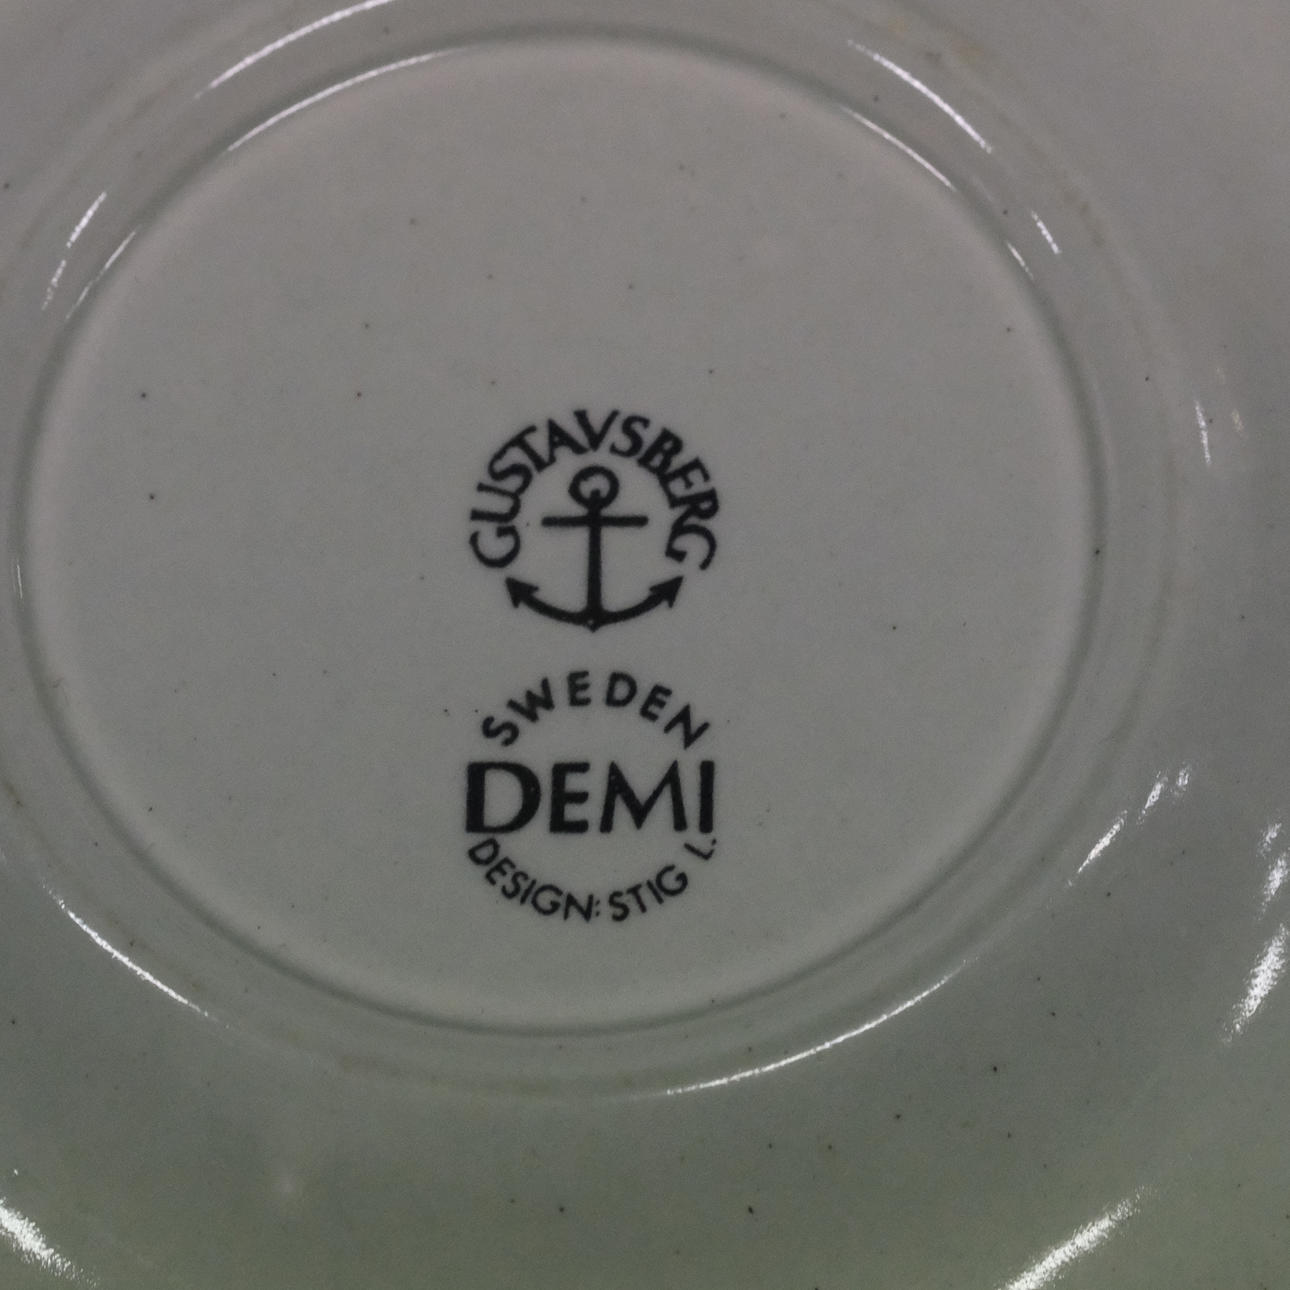 GUSTAVSBERG
SWEDEN
DEMI
DESIGN: STIG L.